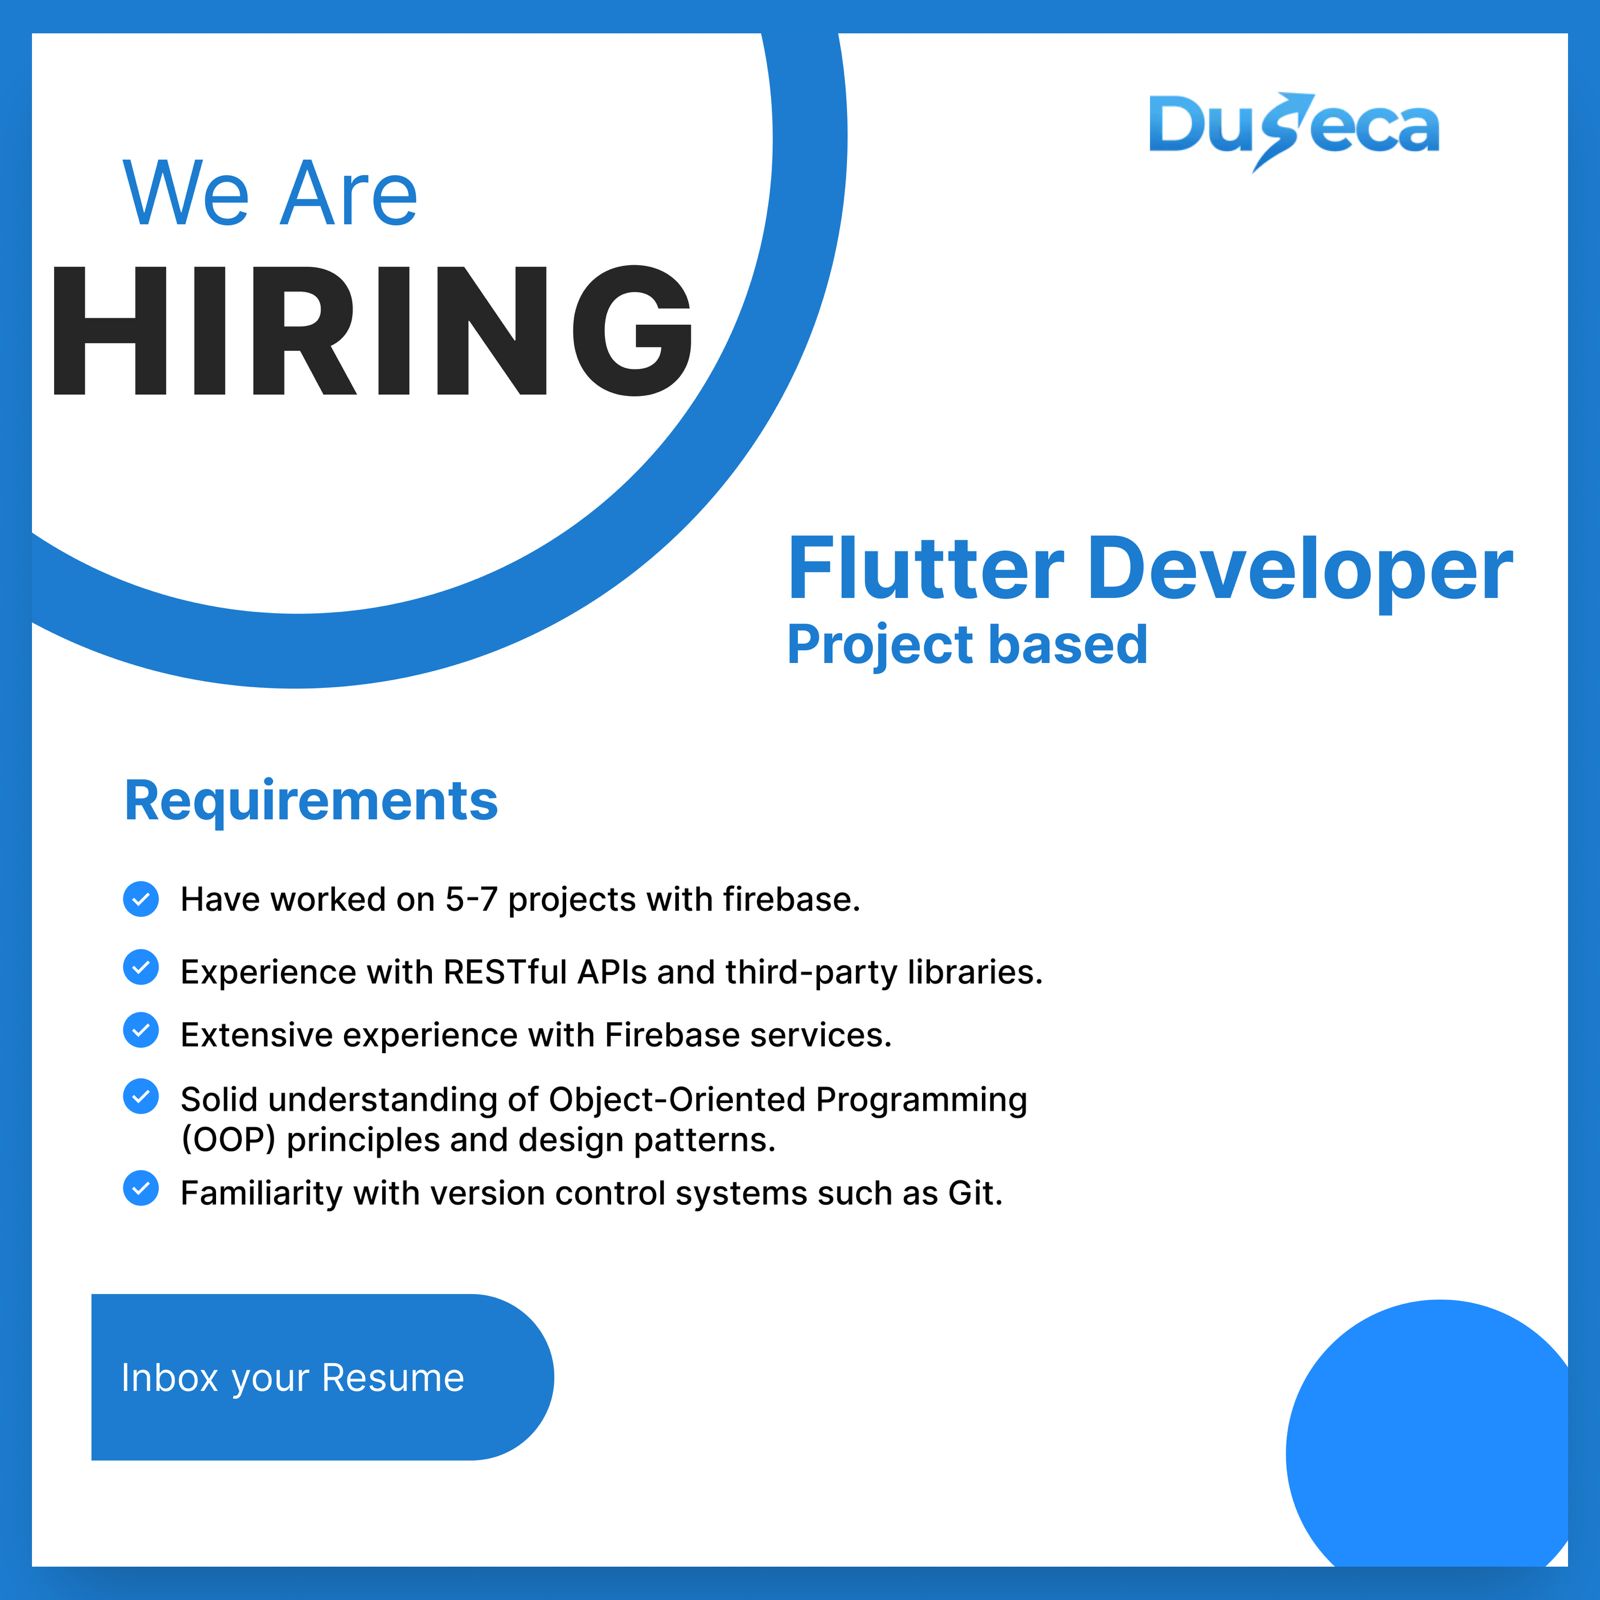 Duseca
We Are
HIRING
Flutter Developer
Project based
Requirements
Have worked on 5-7 projects with firebase.
Experience with RESTful APIs and third-party libraries.
Extensive experience with Firebase services.
Solid understanding of Object-Oriented Programming
(OOP) principles and design patterns.
Familiarity with version control systems such as Git.
Inbox your Resume